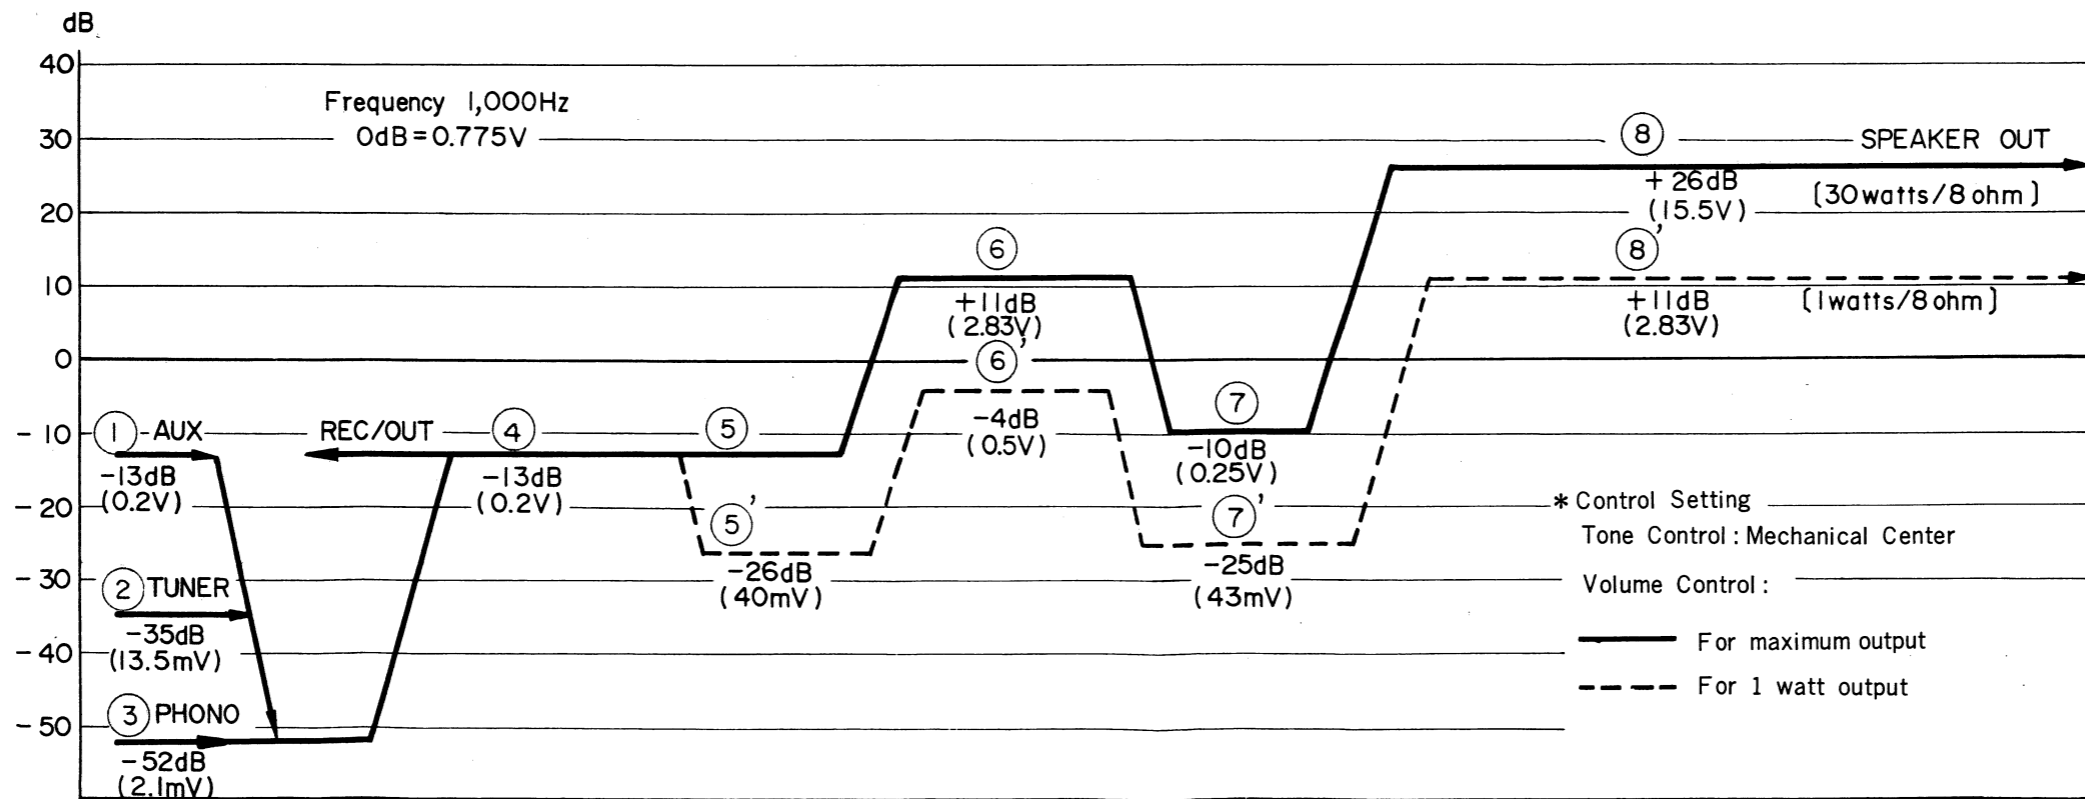 dB
40
Frequency 1,000Hz
0dB=0.775V
30
8
SPEAKER OUT
+26dB
(15.5V)
(30watts/8 ohm)
20
8'
6
10
+11dB
(2.83V)
+11dB
(2.83V)
(1watts/8ohm)
0
6'
-4dB
(0.5V)
7
-10
1 AUX
REC/OUT
4
5
-13dB
(0.2V)
-13dB
(0.2V)
-10dB
(0.25V)
-20
5'
7'
* Control Setting
Tone Control : Mechanical Center
-30
2 TUNER
-26dB
(40mV)
-25dB
(43mV)
Volume Control :
-35dB
(13.5mV)
For maximum output
-40
For 1 watt output
-50
3 PHONO
-52dB
(2.1mV)